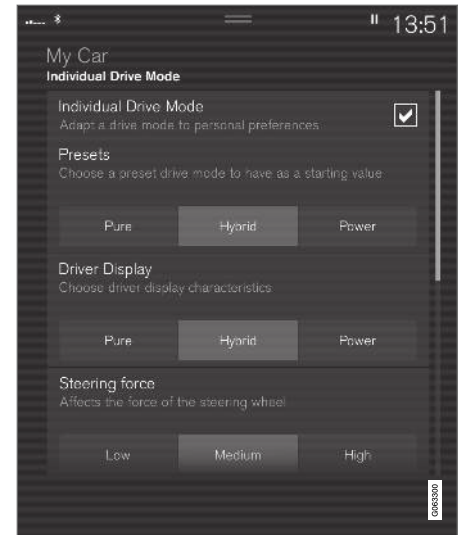 13:51
My Car
Individual Drive Mode
Individual Drive Mode
Adapt a drive mode to personal preferences
Presets
Choose a preset drive mode to have as a starting value
Pure Hybrid Power
Driver Display
Choose driver display characteristics
Pure Hybrid Power
Steering force
Affects the force of the steering wheel
Low Medium High
G063300